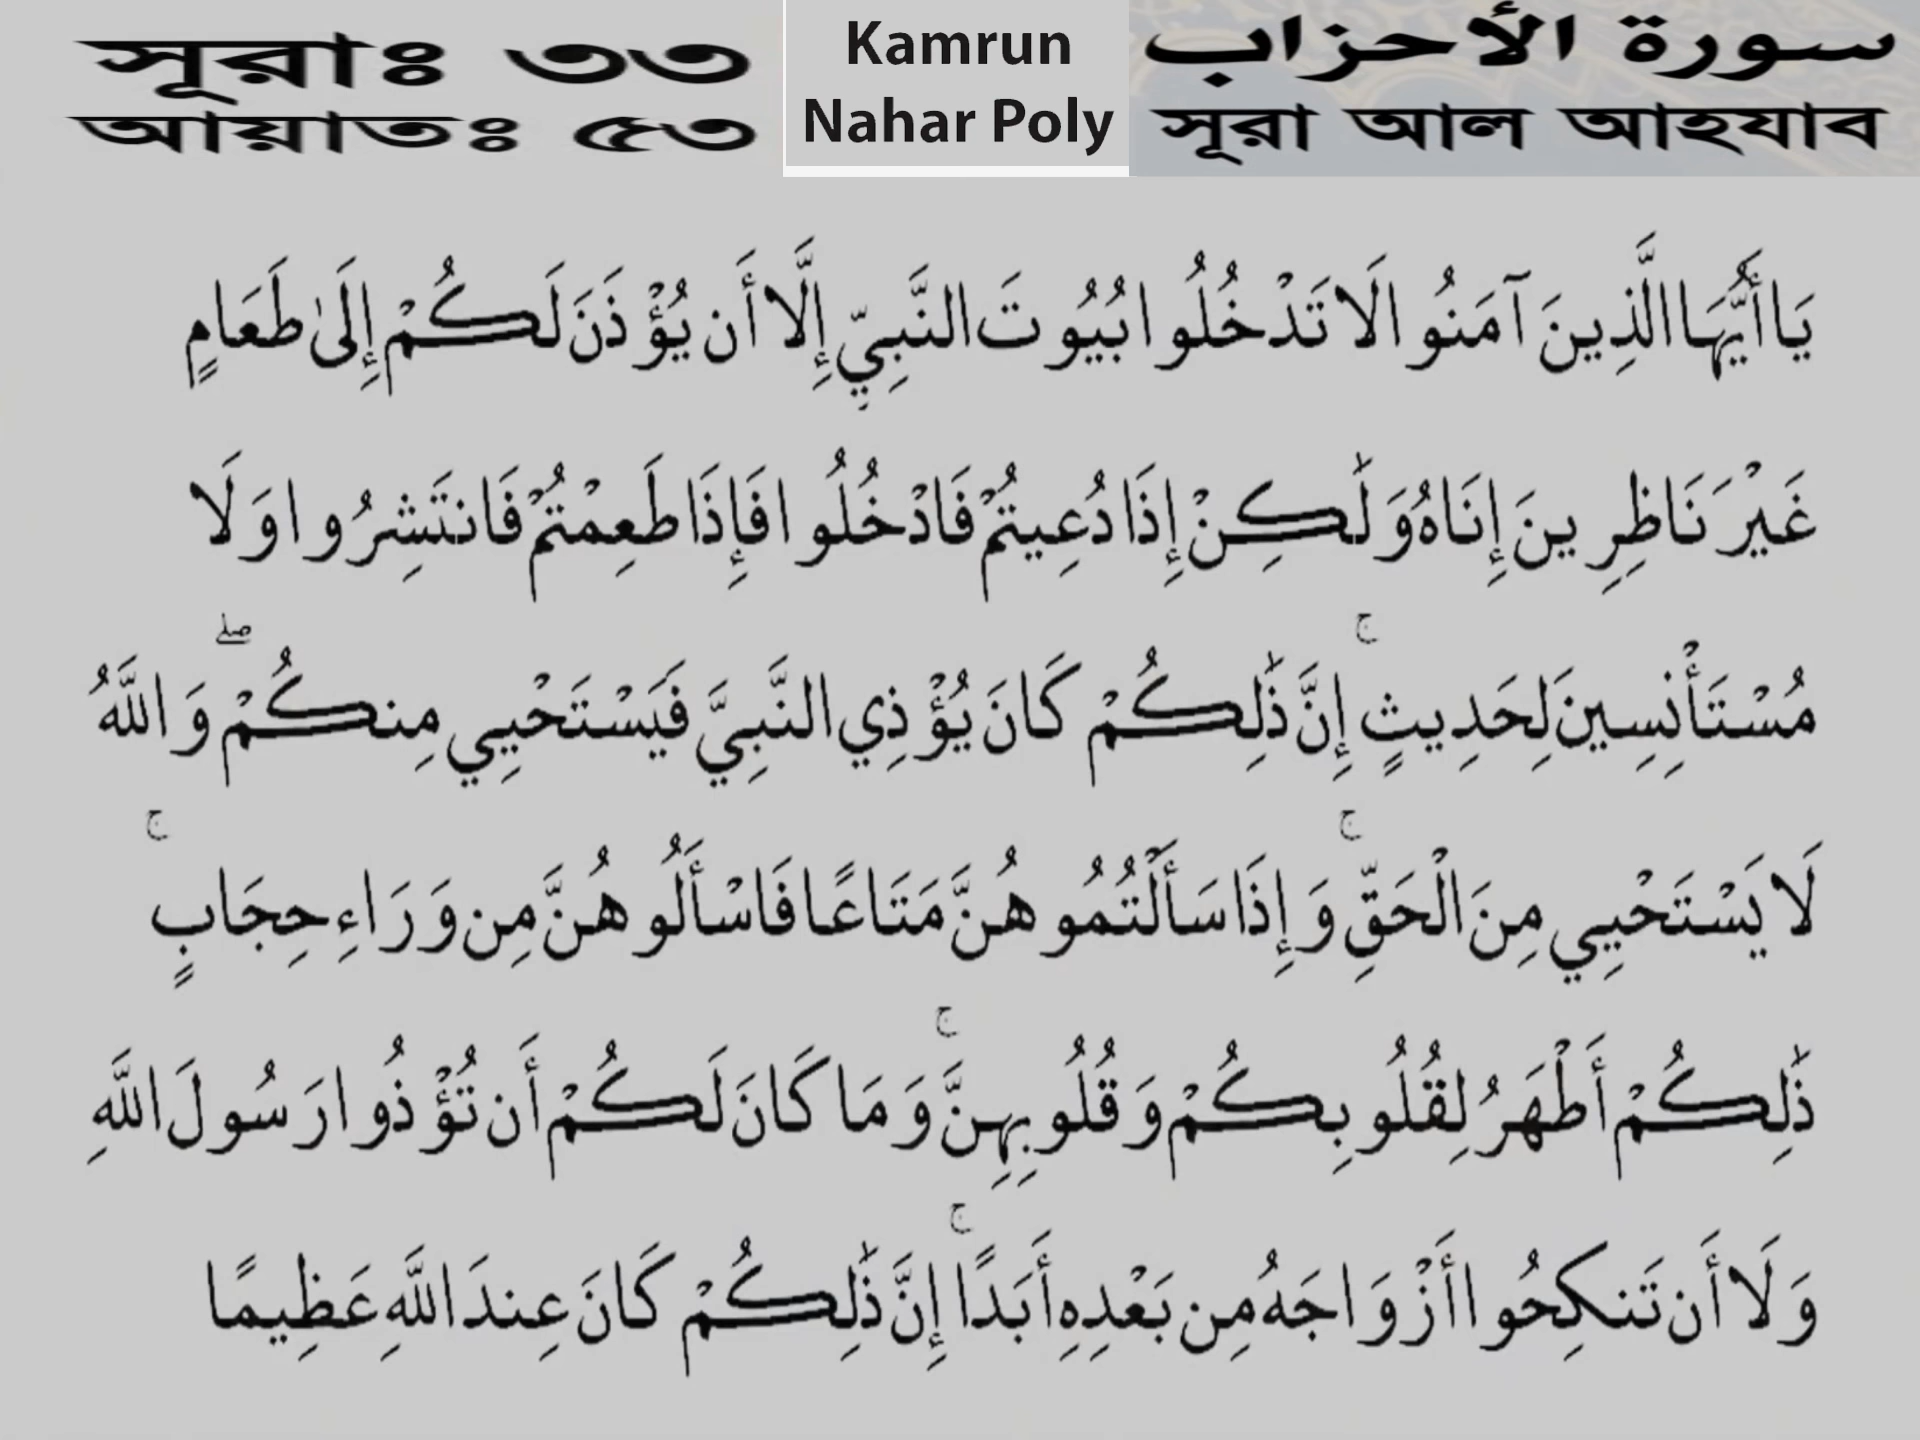 সূরাঃ ৩৩
আয়াতঃ ৫৩
Kamrun
Nahar Poly
سورة الأحزاب
সূরা আল আহযাব
يَا أَيُّهَا الَّذِينَ آمَنُوا لَا تَدْخُلُوا بُيُوتَ النَّبِيِّ إِلَّا أَن يُؤْذَنَ لَكُمْ إِلَىٰ طَعَامٍ
غَيْرَ نَاظِرِينَ إِنَاهُ وَلَٰكِنْ إِذَا دُعِيتُمْ فَادْخُلُوا فَإِذَا طَعِمْتُمْ فَانتَشِرُوا وَلَا
مُسْتَأْنِسِينَ لِحَدِيثٍ ۚ إِنَّ ذَٰلِكُمْ كَانَ يُؤْذِي النَّبِيَّ فَيَسْتَحْيِي مِنكُمْ ۖ وَاللَّهُ
لَا يَسْتَحْيِي مِنَ الْحَقِّ ۚ وَإِذَا سَأَلْتُمُوهُنَّ مَتَاعًا فَاسْأَلُوهُنَّ مِن وَرَاءِ حِجَابٍ ۚ
ذَٰلِكُمْ أَطْهَرُ لِقُلُوبِكُمْ وَقُلُوبِهِنَّ ۚ وَمَا كَانَ لَكُمْ أَن تُؤْذُوا رَسُولَ اللَّهِ
وَلَا أَن تَنكِحُوا أَزْوَاجَهُ مِن بَعْدِهِ أَبَدًا ۚ إِنَّ ذَٰلِكُمْ كَانَ عِندَ اللَّهِ عَظِيمًا